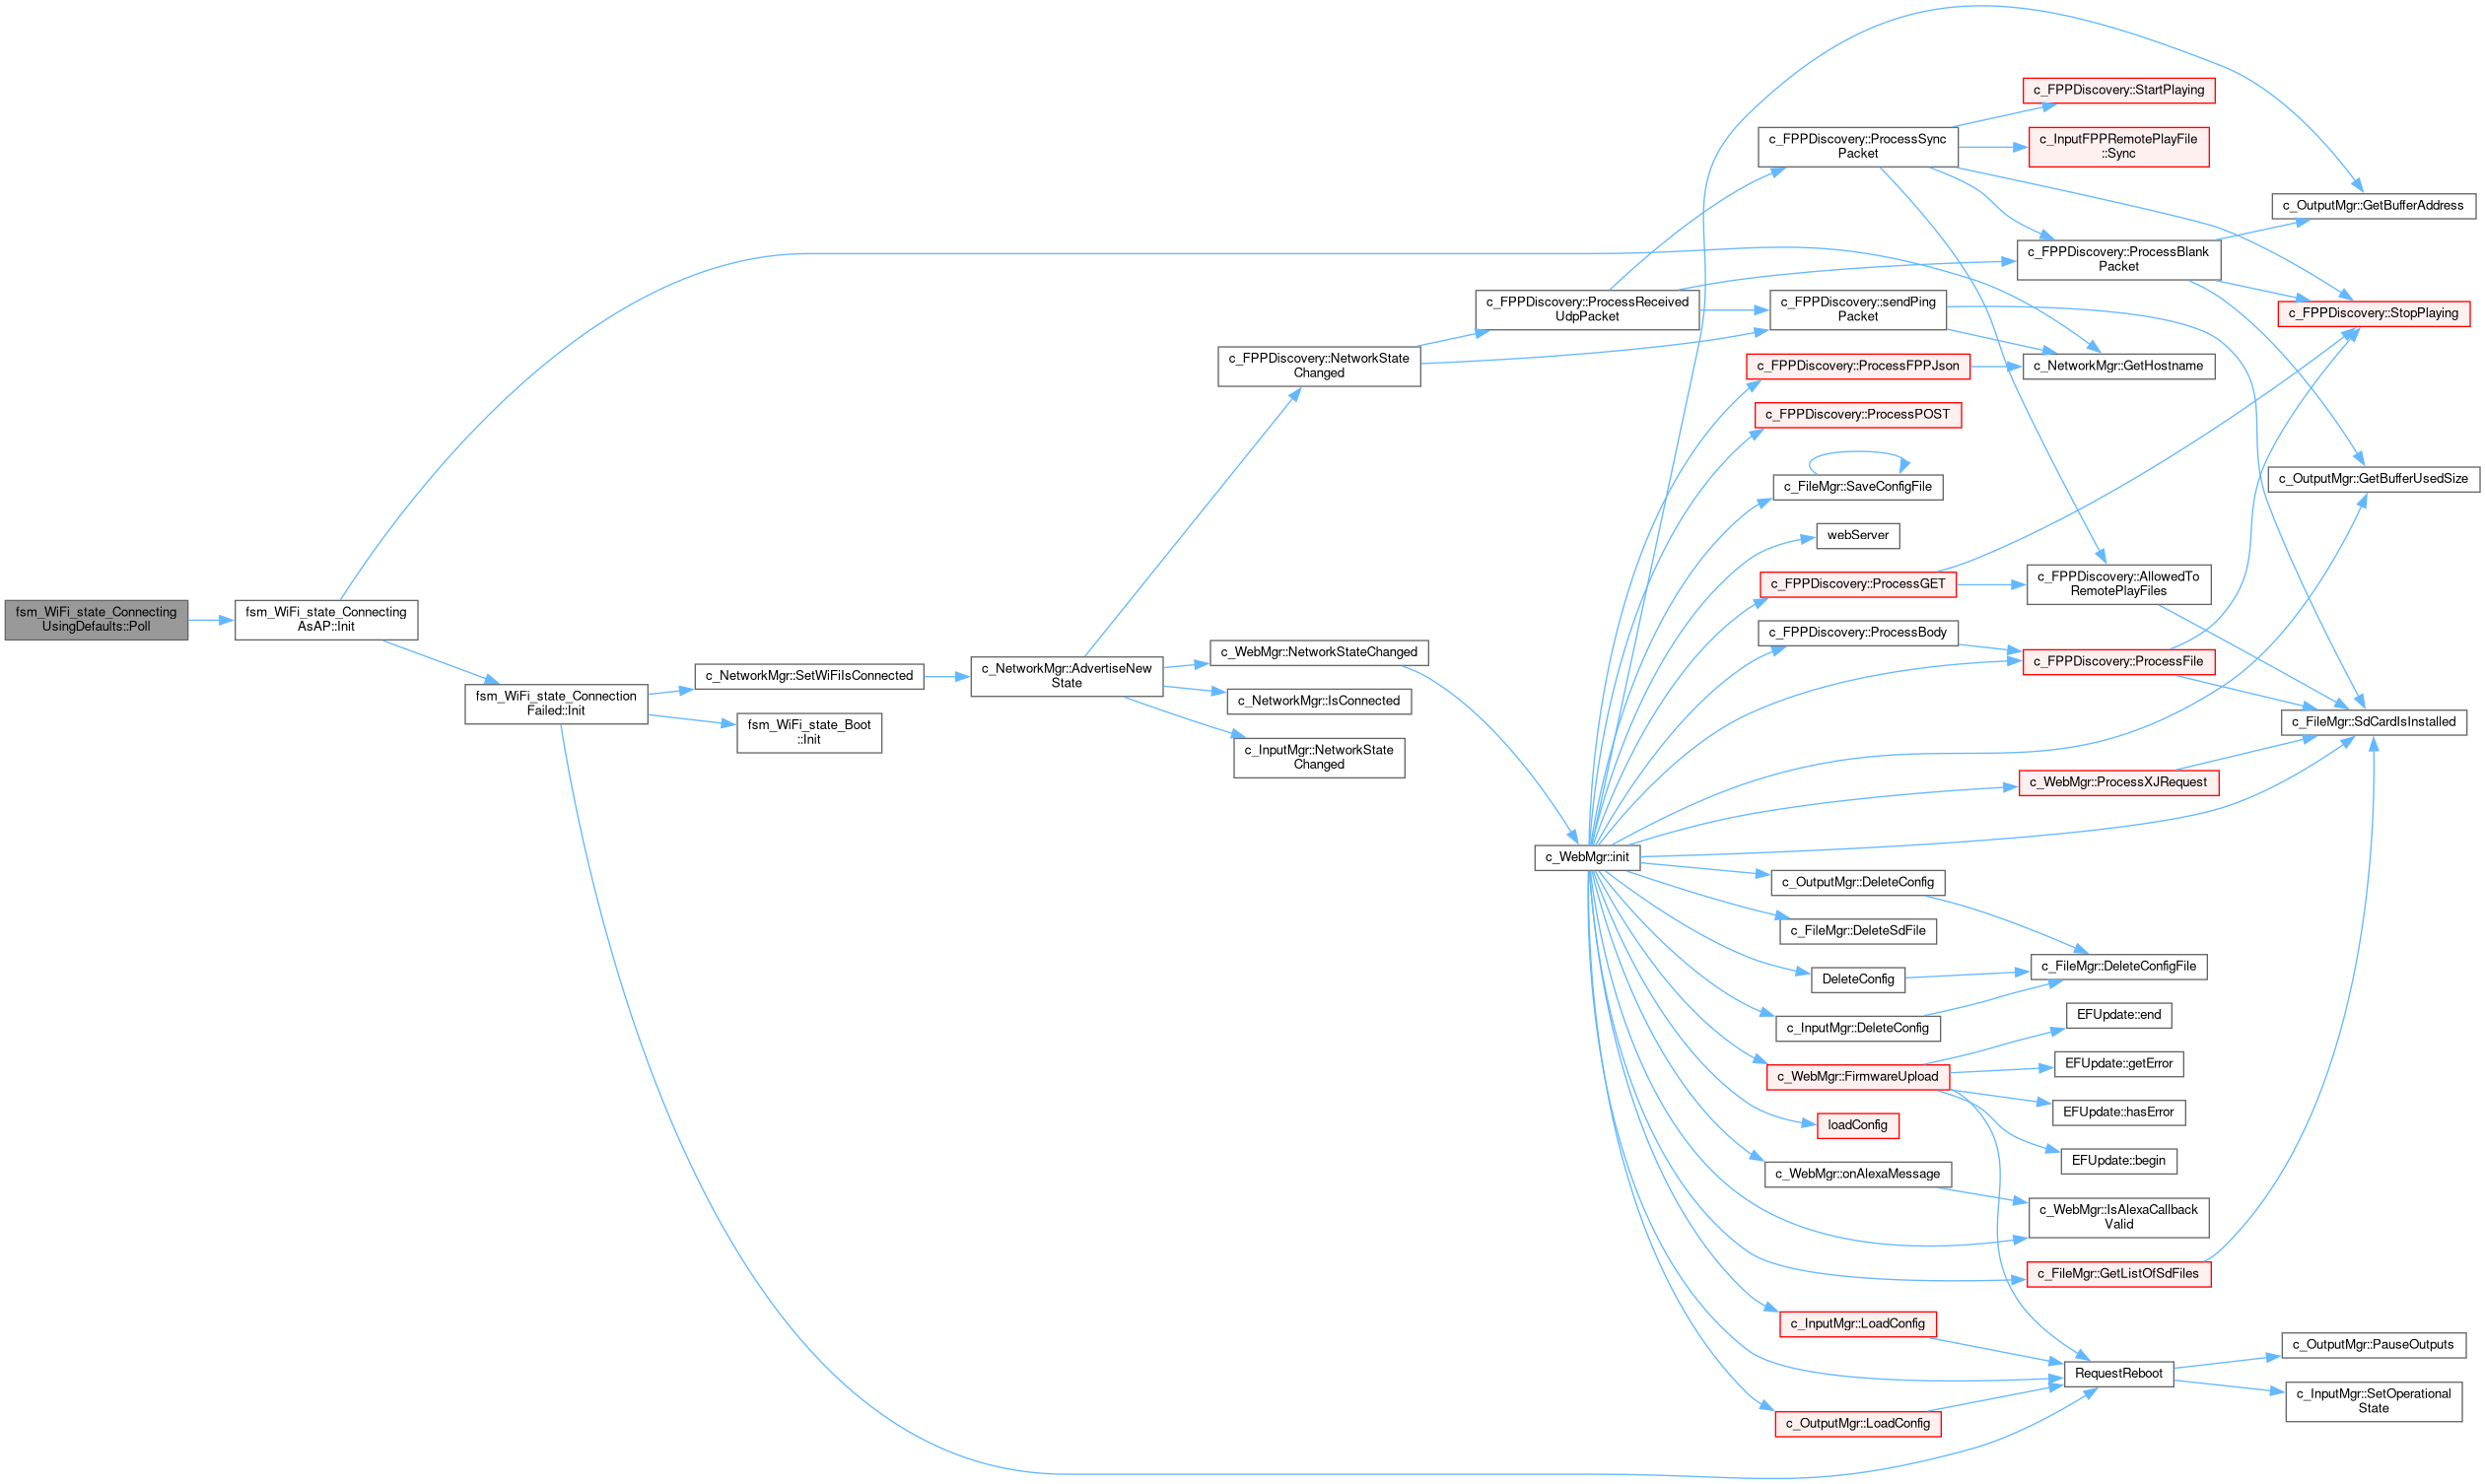 fsm_WiFi_state_Connecting
UsingDefaults::Poll
fsm_WiFi_state_Connecting
AsAP::Init
fsm_WiFi_state_Connection
Failed::Init
c_NetworkMgr::SetWiFiIsConnected
fsm_WiFi_state_Boot
::Init
c_NetworkMgr::AdvertiseNew
State
c_FPPDiscovery::NetworkState
Changed
c_WebMgr::NetworkStateChanged
c_NetworkMgr::IsConnected
c_InputMgr::NetworkState
Changed
c_FPPDiscovery::ProcessReceived
UdpPacket
c_WebMgr::init
c_FPPDiscovery::ProcessSync
Packet
c_FPPDiscovery::sendPing
Packet
c_FPPDiscovery::ProcessFPPJson
c_FPPDiscovery::ProcessPOST
c_FileMgr::SaveConfigFile
webServer
c_FPPDiscovery::ProcessGET
c_FPPDiscovery::ProcessBody
c_OutputMgr::DeleteConfig
c_FileMgr::DeleteSdFile
DeleteConfig
c_InputMgr::DeleteConfig
c_WebMgr::FirmwareUpload
loadConfig
c_WebMgr::onAlexaMessage
c_InputMgr::LoadConfig
c_OutputMgr::LoadConfig
c_FPPDiscovery::StartPlaying
c_InputFPPRemotePlayFile
::Sync
c_FPPDiscovery::ProcessBlank
Packet
c_NetworkMgr::GetHostname
c_FPPDiscovery::AllowedTo
RemotePlayFiles
c_FPPDiscovery::ProcessFile
c_WebMgr::ProcessXJRequest
c_FileMgr::DeleteConfigFile
EFUpdate::end
EFUpdate::getError
EFUpdate::hasError
EFUpdate::begin
c_WebMgr::IsAlexaCallback
Valid
c_FileMgr::GetListOfSdFiles
RequestReboot
c_OutputMgr::GetBufferAddress
c_FPPDiscovery::StopPlaying
c_OutputMgr::GetBufferUsedSize
c_FileMgr::SdCardIsInstalled
c_OutputMgr::PauseOutputs
c_InputMgr::SetOperational
State